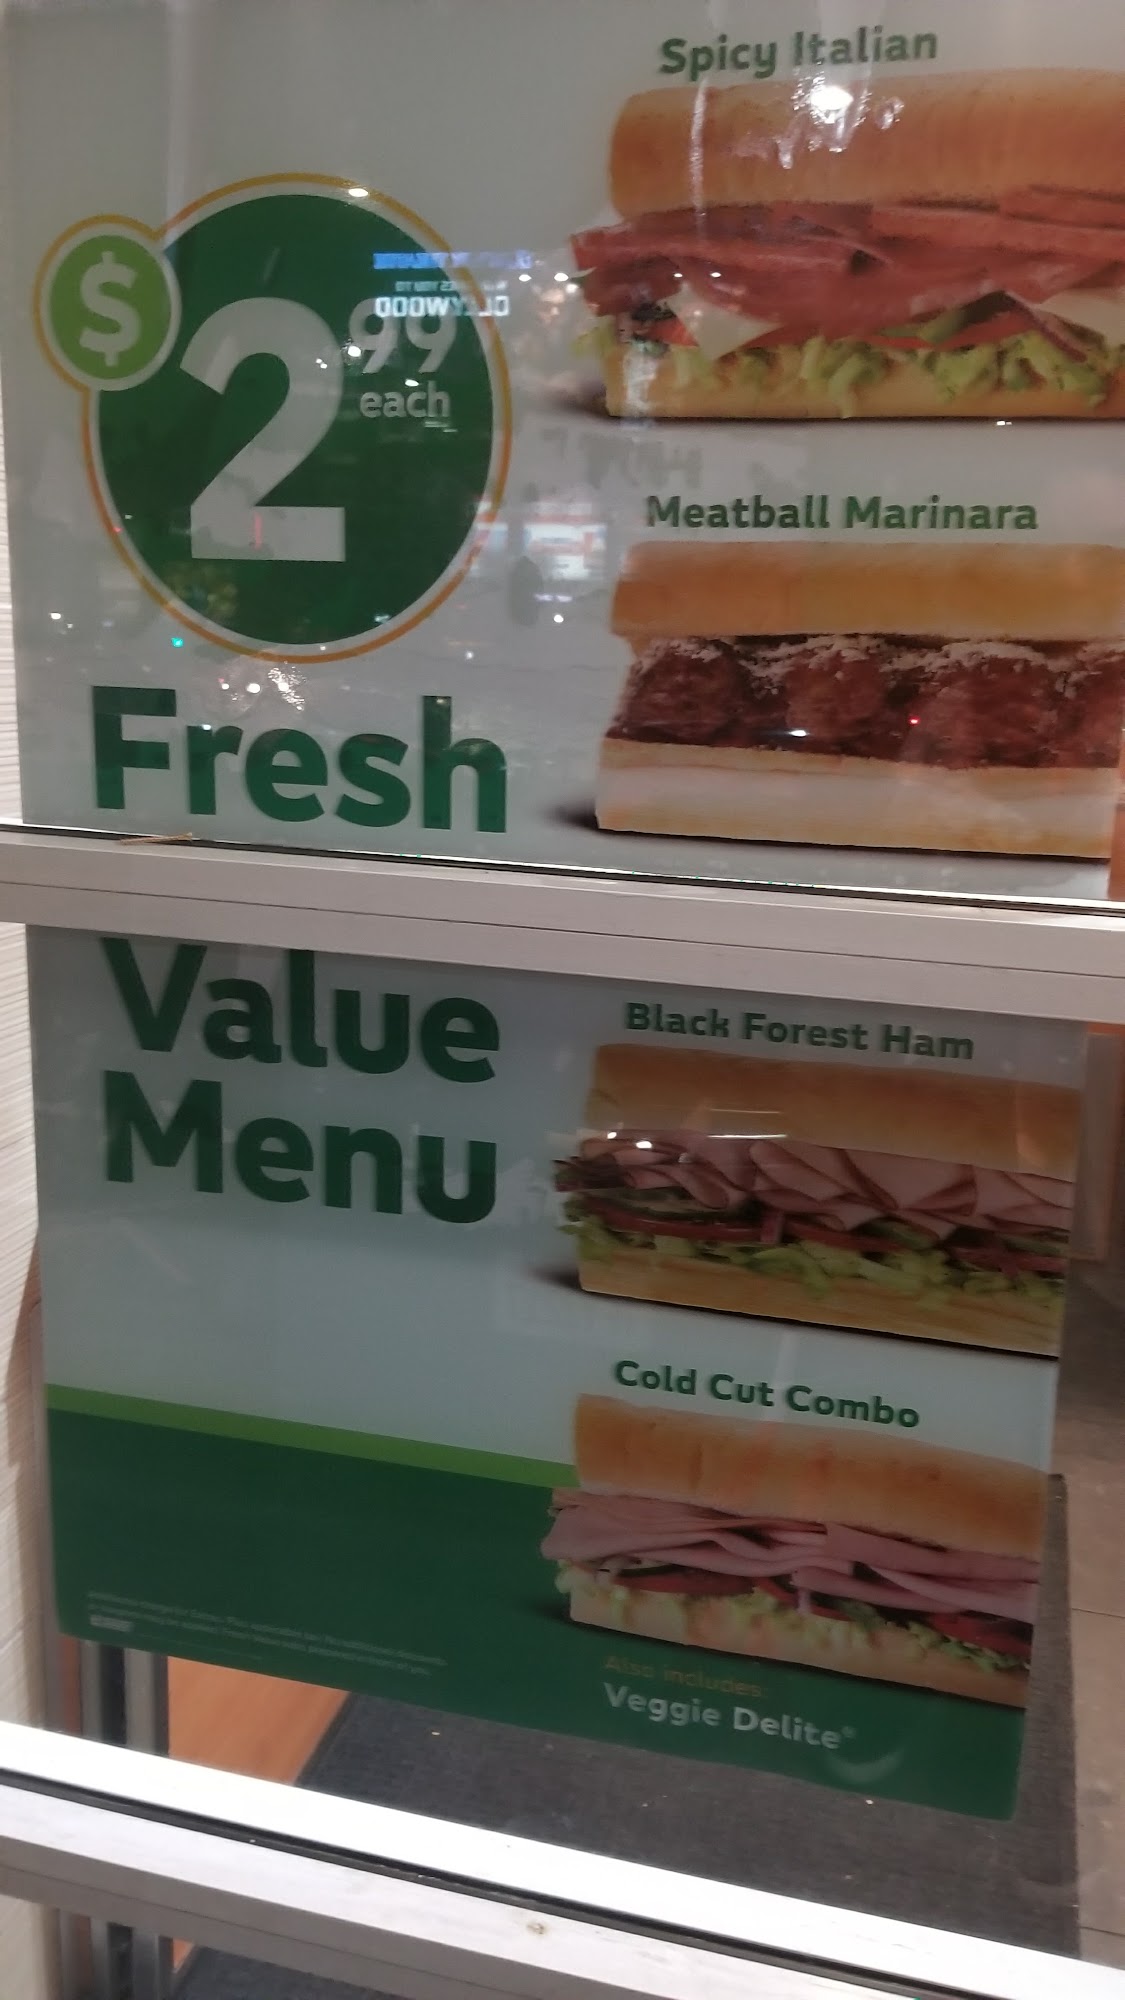 $2.99
each
Fresh
Value
Menu
Spicy Italian
Meatball Marinara
Black Forest Ham
Cold Cut Combo
Also includes:
Veggie Delite®